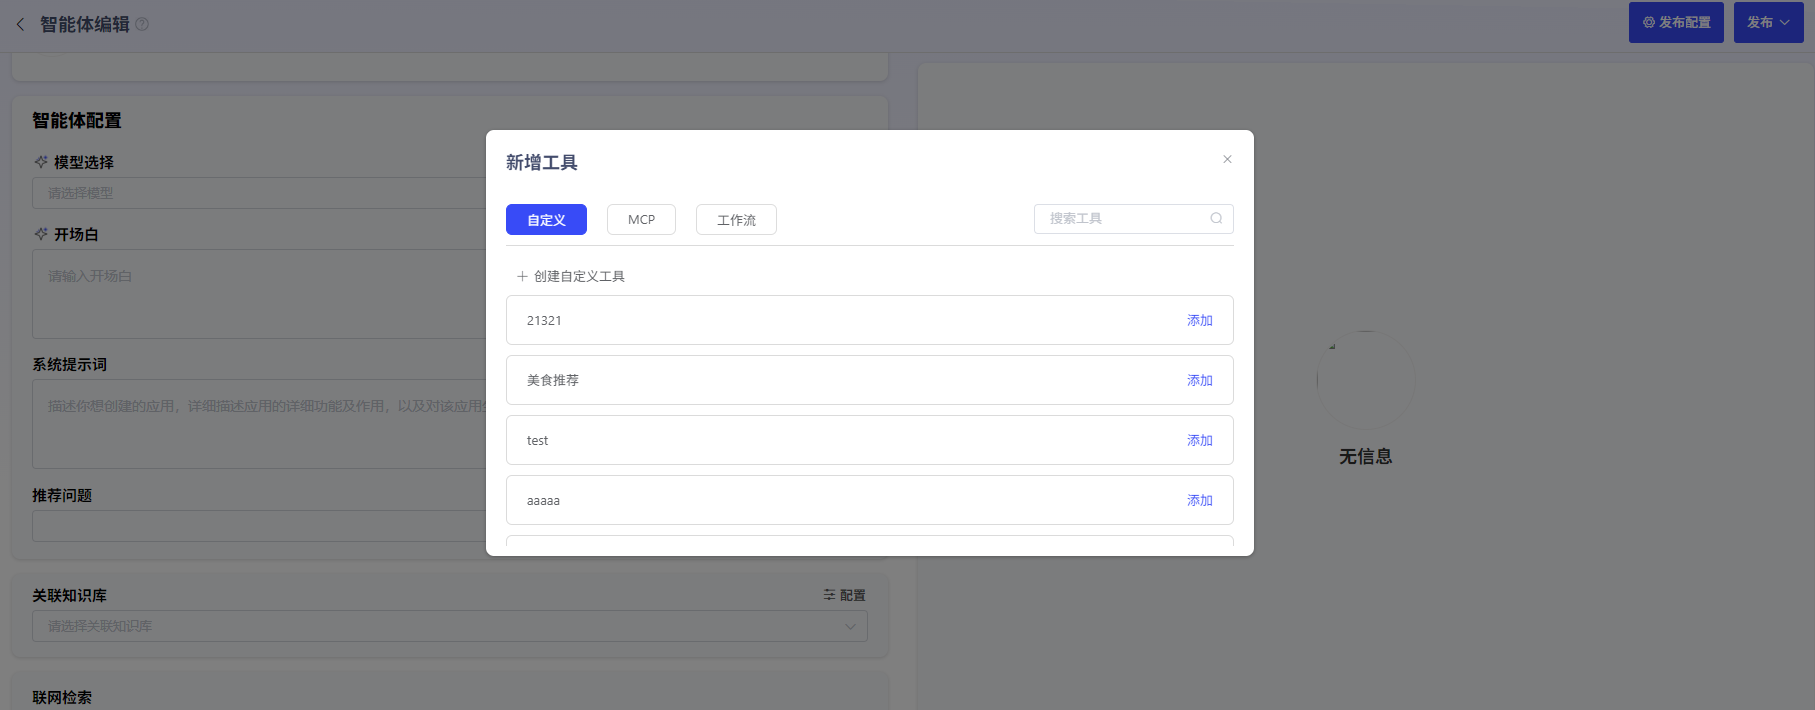 智能体编辑
发布配置
发布
智能体配置
模型选择
请选择模型
开场白
请输入开场白
系统提示词
描述你想创建的应用，详细描述应用的详细功能及作用，以及对该应用
推荐问题
关联知识库
配置
请选择关联知识库
联网检索
新增工具
自定义
MCP
工作流
搜索工具
创建自定义工具
21321
添加
美食推荐
添加
test
添加
aaaaa
添加
无信息